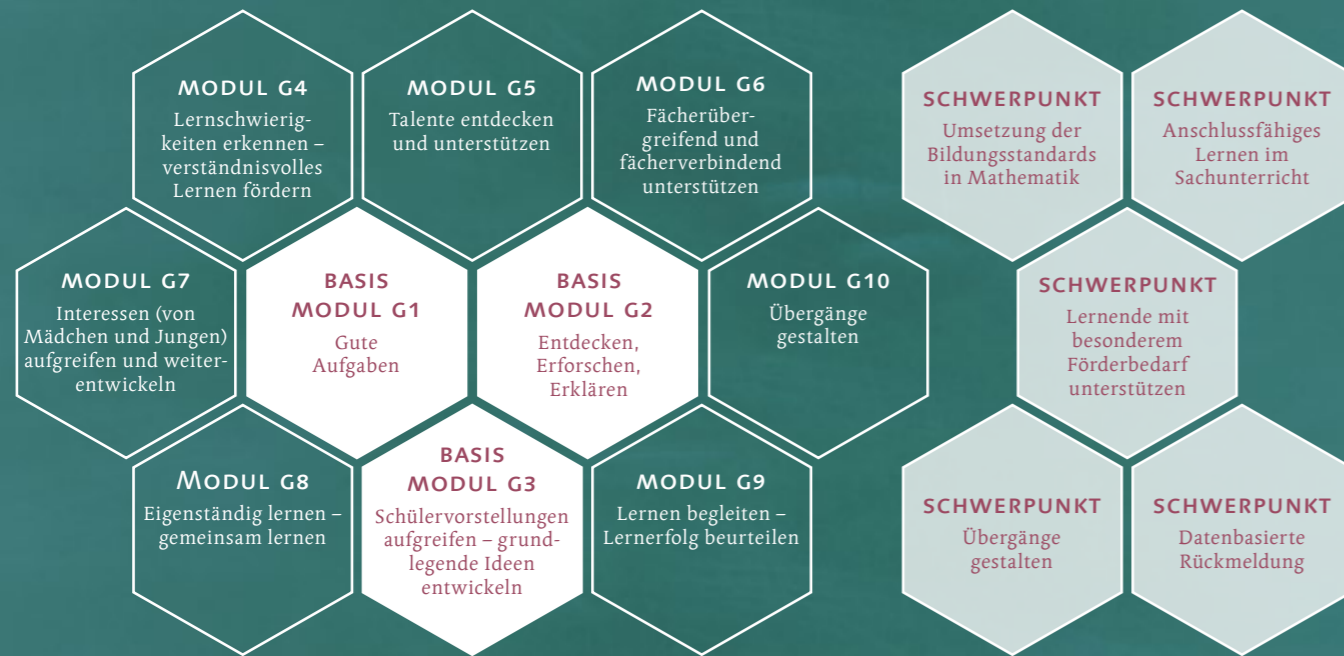 MODUL G4
Lernschwierig-
keiten erkennen –
verständnisvolles
Lernen fördern
MODUL G5
Talente entdecken
und unterstützen
MODUL G6
Fächerüber-
greifend und
fächerverbindend
unterstützen
SCHWERPUNKT
Umsetzung der
Bildungsstandards
in Mathematik
SCHWERPUNKT
Anschlussfähiges
Lernen im
Sachunterricht
MODUL G7
Interessen (von
Mädchen und Jungen)
aufgreifen und weiter-
entwickeln
BASIS
MODUL G1
Gute
Aufgaben
BASIS
MODUL G2
Entdecken,
Erforschen,
Erklären
MODUL G10
Übergänge
gestalten
SCHWERPUNKT
Lernende mit
besonderem
Förderbedarf
unterstützen
MODUL G8
Eigenständig lernen –
gemeinsam lernen
BASIS
MODUL G3
Schülervorstellungen
aufgreifen – grund-
legende Ideen
entwickeln
MODUL G9
Lernen begleiten –
Lernerfolg beurteilen
SCHWERPUNKT
Übergänge
gestalten
SCHWERPUNKT
Datenbasierte
Rückmeldung